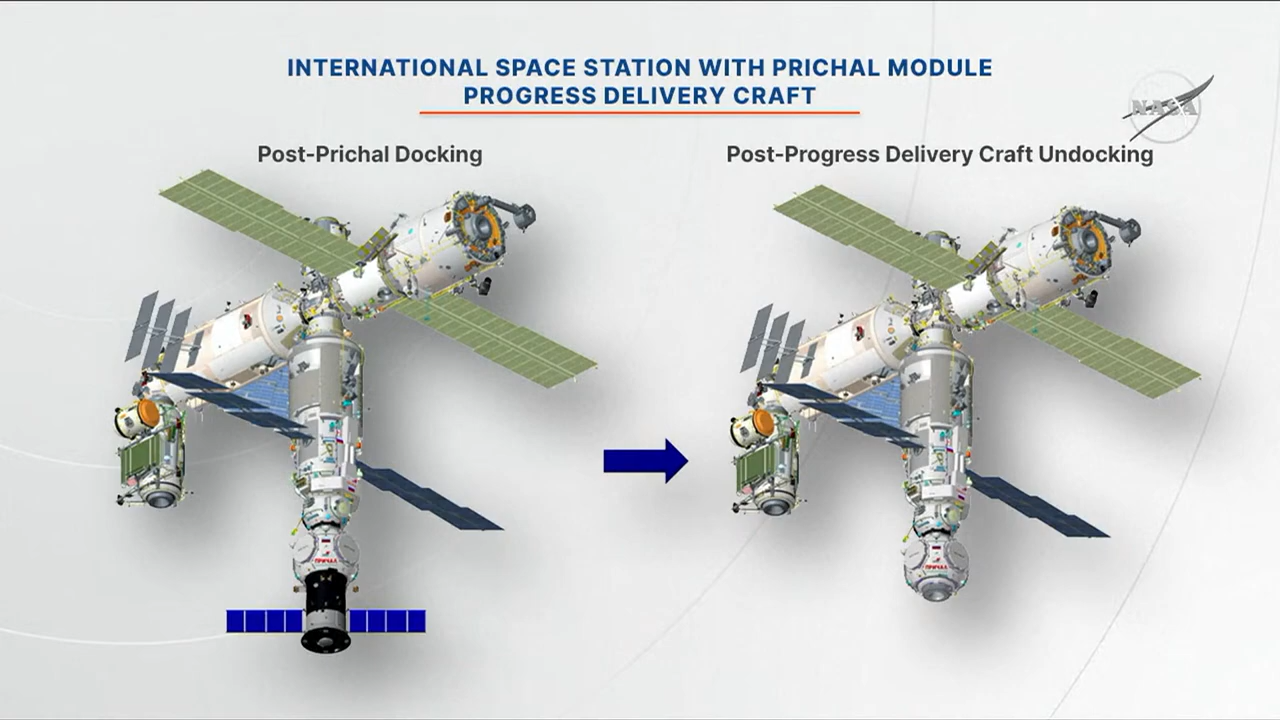 INTERNATIONAL SPACE STATION WITH PRICHAL MODULE
PROGRESS DELIVERY CRAFT
NASA
Post-Prichal Docking
Post-Progress Delivery Craft Undocking
ПРИЧАЛ
ПРИЧАЛ